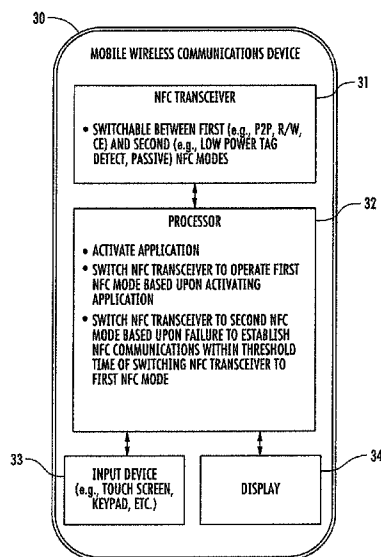 30
MOBILE WIRELESS COMMUNICATIONS DEVICE
31
NFC TRANSCEIVER
• SWITCHABLE BETWEEN FIRST (e.g., P2P, R/W,
CE) AND SECOND (e.g., LOW POWER TAG
DETECT, PASSIVE) NFC MODES
32
PROCESSOR
• ACTIVATE APPLICATION
• SWITCH NFC TRANSCEIVER TO OPERATE FIRST
NFC MODE BASED UPON ACTIVATING
APPLICATION
• SWITCH NFC TRANSCEIVER TO SECOND NFC
MODE BASED UPON FAILURE TO ESTABLISH
NFC COMMUNICATIONS WITHIN THRESHOLD
TIME OF SWITCHING NFC TRANSCEIVER TO
FIRST NFC MODE
33
INPUT DEVICE
(e.g., TOUCH SCREEN,
KEYPAD, ETC.)
34
DISPLAY